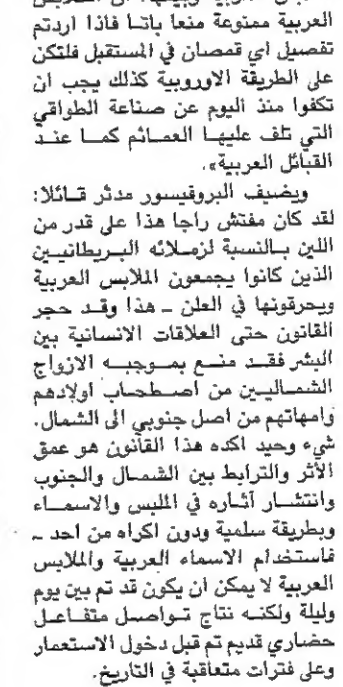 العربية ممنوعة منعا باتا فاذا اردتم
تفصيل اي قمصان في المستقبل فلتكن
على الطريقة الاوروبية كذلك يجب ان
تكفوا منذ اليوم عن صناعة الطواقي
التي تلف عليها العمائم كما عند
القبائل العربية».
ويضيف البروفيسور مدثر قائلا:
لقد كان مفتش راجا هذا على قدر من
اللين بالنسبة لزملائه البريطانيين
الذين كانوا يجمعون الملابس العربية
ويحرقونها في العلن ـ هذا وقد حجر
القانون حتى العلاقات الانسانية بين
البشر فقد منع بموجبه الازواج
الشماليين من اصطحاب اولادهم
وامهاتهم من اصل جنوبي الى الشمال.
شيء وحيد اكده هذا القانون هو عمق
الأثر والترابط بين الشمال والجنوب
وانتشار آثاره في الملبس والاسماء
وبطريقة سلمية ودون اكراه من احد ـ
فاستخدام الاسماء العربية والملابس
العربية لا يمكن ان يكون قد تم بين يوم
وليلة ولكنه نتاج تواصل متفاعل
حضاري قديم تم قبل دخول الاستعمار
وعلى فترات متعاقبة في التاريخ.